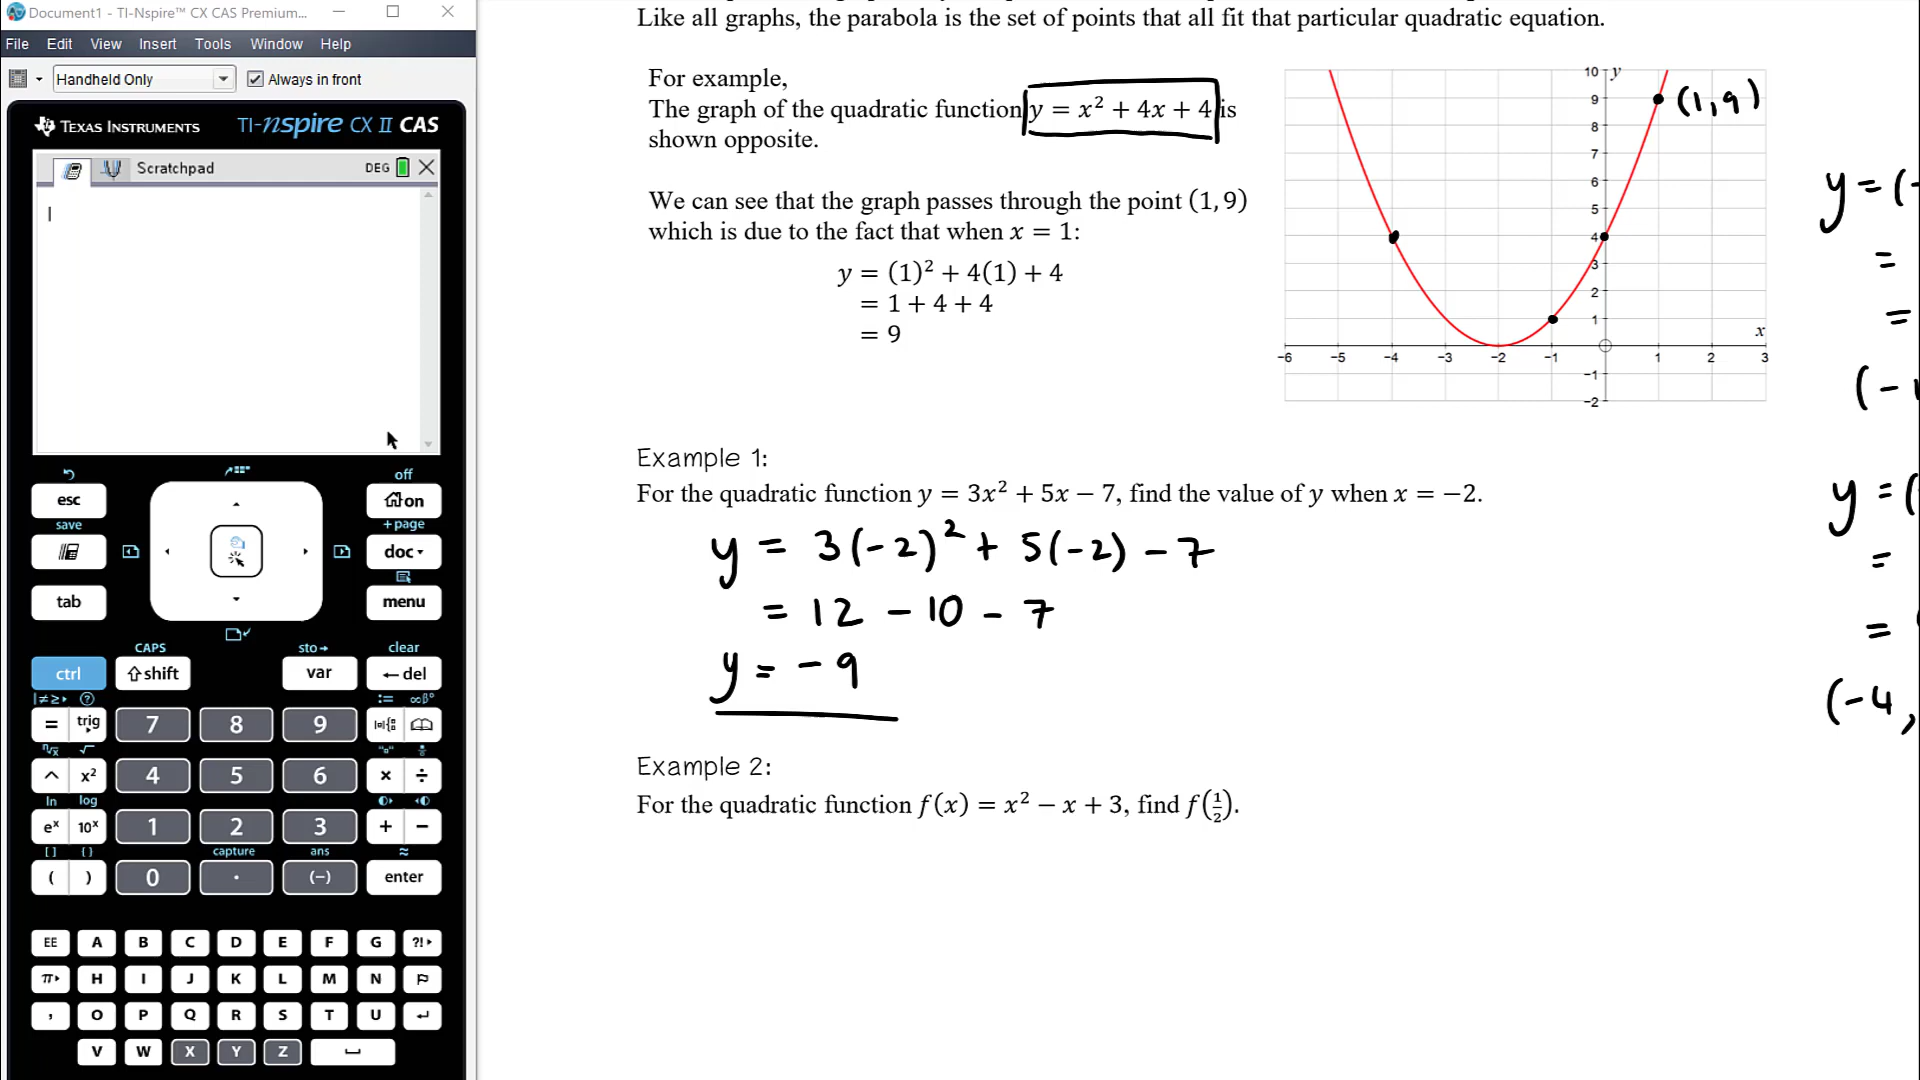 Document1 - TI-Nspire™ CX CAS Premium...
File Edit View Insert Tools Window Help
Handheld Only
Always in front
TEXAS INSTRUMENTS TI-nspire CX II CAS
Scratchpad DEG
off
esc on
save + page
doc
tab menu
CAPS sto→ clear
ctrl shift var ←del
|≠≥▸ ? := ∞β°
= trig 7 8 9
ⁿ√x √
^ x² 4 5 6 × ÷
ln log
eˣ 10ˣ 1 2 3 + −
[ ] { } capture ans ≈
( ) 0 . (−) enter
EE A B C D E F G ?!▸
π▸ H I J K L M N
, O P Q R S T U ↵
V W X Y Z
Like all graphs, the parabola is the set of points that all fit that particular quadratic equation.
For example,
The graph of the quadratic function y = x² + 4x + 4 is
shown opposite.
We can see that the graph passes through the point (1, 9)
which is due to the fact that when x = 1:
y = (1)² + 4(1) + 4
= 1 + 4 + 4
= 9
10 y
9 (1,9)
8
7
6
5
4
3
2
1
x
−6 −5 −4 −3 −2 −1 1 2 3
−1
−2
Example 1:
For the quadratic function y = 3x² + 5x − 7, find the value of y when x = −2.
y = 3(-2)² + 5(-2) - 7
= 12 - 10 - 7
y = -9
Example 2:
For the quadratic function f(x) = x² − x + 3, find f(1/2).
y = (-
=
=
(-1
y = (
=
=
(-4,